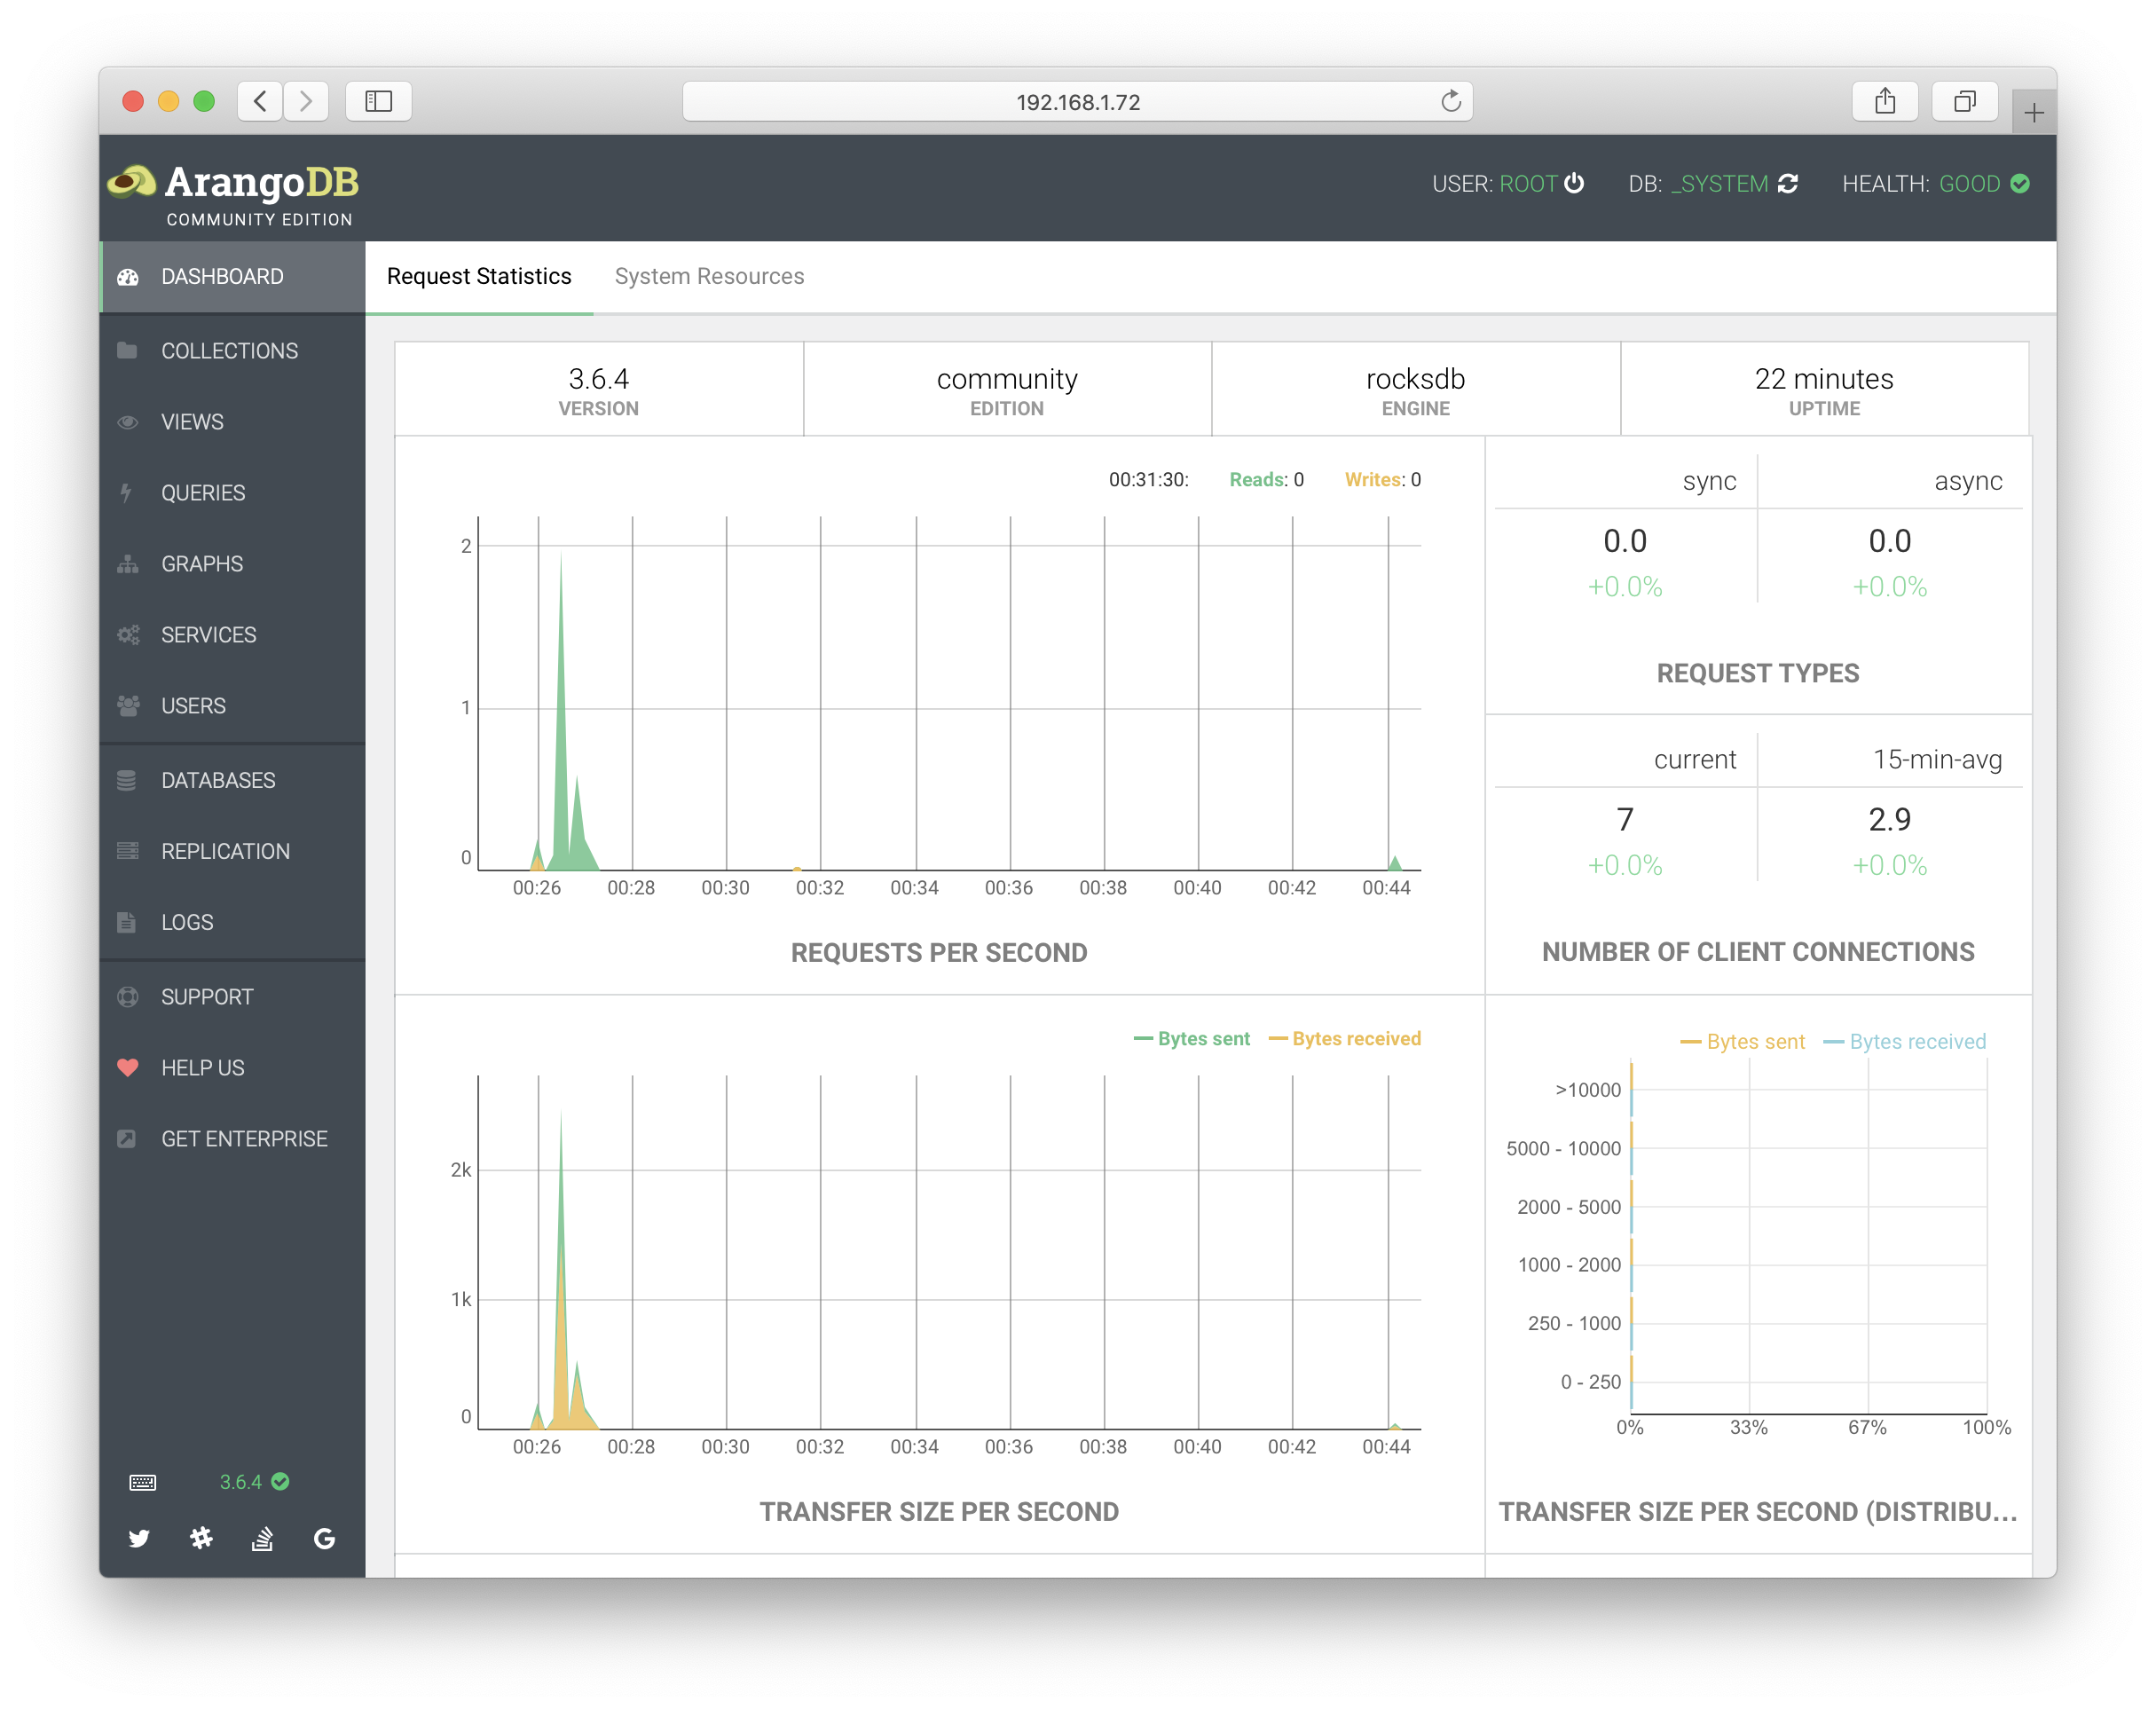 192.168.1.72
ArangoDB
COMMUNITY EDITION
USER: ROOT
DB: _SYSTEM
HEALTH: GOOD
DASHBOARD
COLLECTIONS
VIEWS
QUERIES
GRAPHS
SERVICES
USERS
DATABASES
REPLICATION
LOGS
SUPPORT
HELP US
GET ENTERPRISE
3.6.4
Request Statistics
System Resources
3.6.4
VERSION
community
EDITION
rocksdb
ENGINE
22 minutes
UPTIME
00:31:30: Reads: 0 Writes: 0
2
1
0
00:26 00:28 00:30 00:32 00:34 00:36 00:38 00:40 00:42 00:44
REQUESTS PER SECOND
sync async
0.0 0.0
+0.0% +0.0%
REQUEST TYPES
current 15-min-avg
7 2.9
+0.0% +0.0%
NUMBER OF CLIENT CONNECTIONS
Bytes sent Bytes received
2k
1k
0
00:26 00:28 00:30 00:32 00:34 00:36 00:38 00:40 00:42 00:44
TRANSFER SIZE PER SECOND
Bytes sent Bytes received
>10000
5000 - 10000
2000 - 5000
1000 - 2000
250 - 1000
0 - 250
0% 33% 67% 100%
TRANSFER SIZE PER SECOND (DISTRIBU...